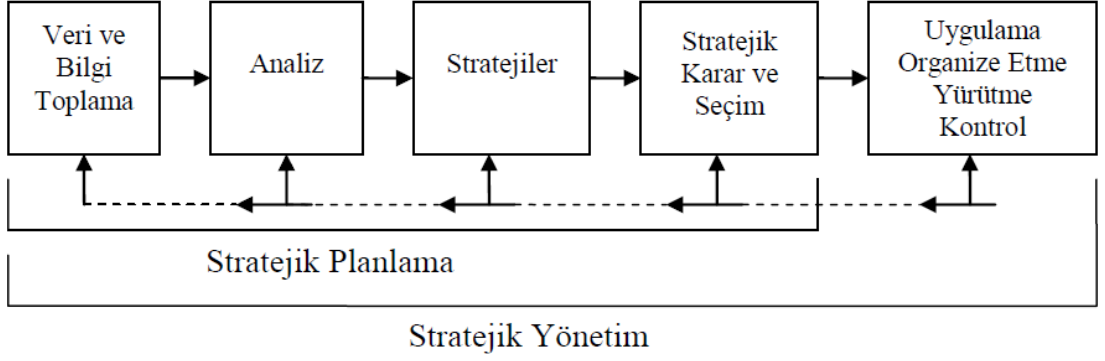 Veri ve
Bilgi
Toplama
Analiz
Stratejiler
Stratejik
Karar ve
Seçim
Uygulama
Organize Etme
Yürütme
Kontrol
Stratejik Planlama
Stratejik Yönetim